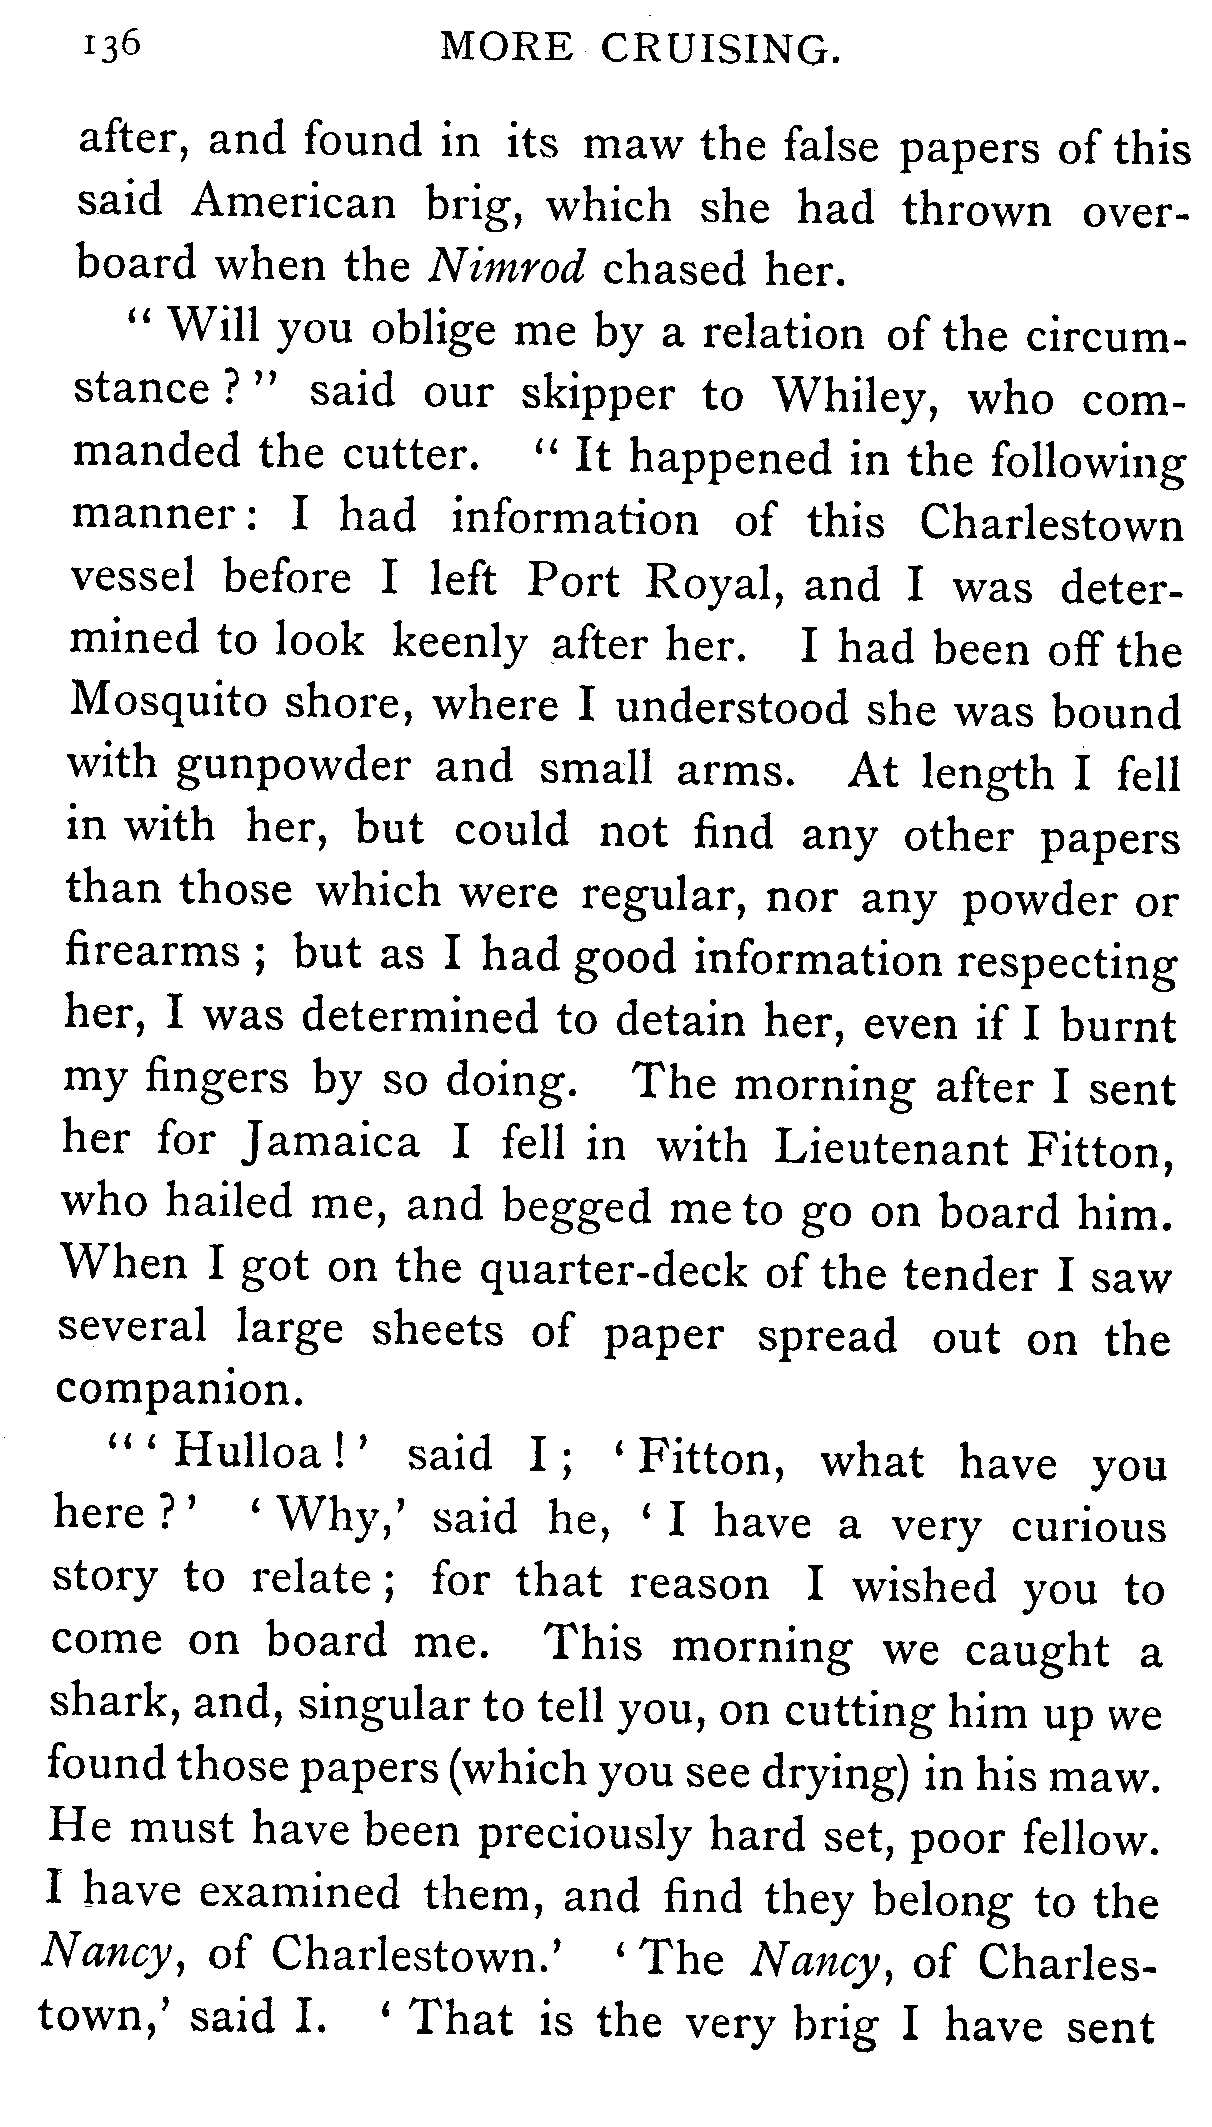 136 MORE CRUISING.
after, and found in its maw the false papers of this
said American brig, which she had thrown over-
board when the Nimrod chased her.
“ Will you oblige me by a relation of the circum-
stance ? ” said our skipper to Whiley, who com-
manded the cutter. “ It happened in the following
manner : I had information of this Charlestown
vessel before I left Port Royal, and I was deter-
mined to look keenly after her. I had been off the
Mosquito shore, where I understood she was bound
with gunpowder and small arms. At length I fell
in with her, but could not find any other papers
than those which were regular, nor any powder or
firearms ; but as I had good information respecting
her, I was determined to detain her, even if I burnt
my fingers by so doing. The morning after I sent
her for Jamaica I fell in with Lieutenant Fitton,
who hailed me, and begged me to go on board him.
When I got on the quarter-deck of the tender I saw
several large sheets of paper spread out on the
companion.
“ ‘ Hulloa ! ’ said I ; ‘ Fitton, what have you
here ? ’ ‘ Why,’ said he, ‘ I have a very curious
story to relate ; for that reason I wished you to
come on board me. This morning we caught a
shark, and, singular to tell you, on cutting him up we
found those papers (which you see drying) in his maw.
He must have been preciously hard set, poor fellow.
I have examined them, and find they belong to the
Nancy, of Charlestown.’ ‘ The Nancy, of Charles-
town,’ said I. ‘ That is the very brig I have sent